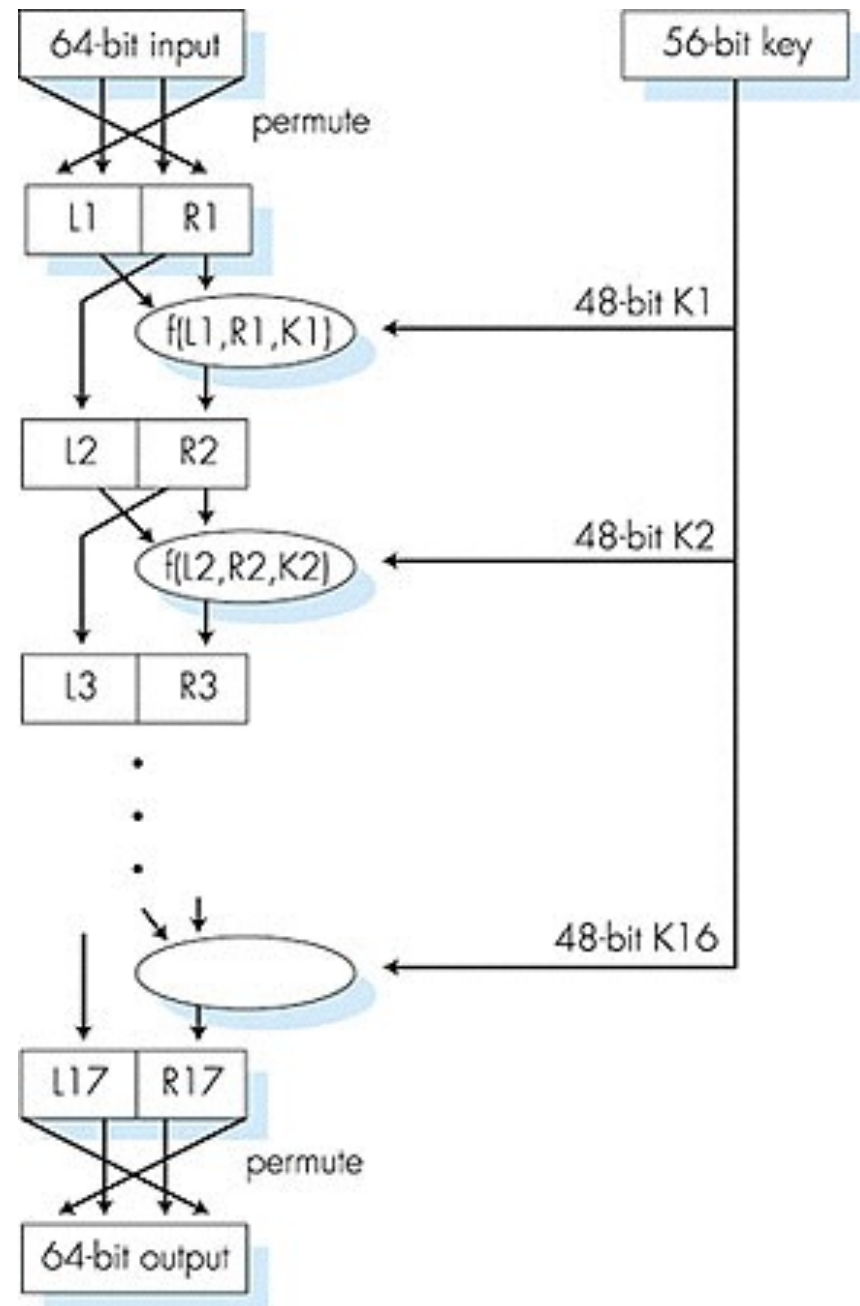 64-bit input
56-bit key
permute
L1 R1
48-bit K1
f(L1,R1,K1)
L2 R2
48-bit K2
f(L2,R2,K2)
L3 R3
48-bit K16
L17 R17
permute
64-bit output